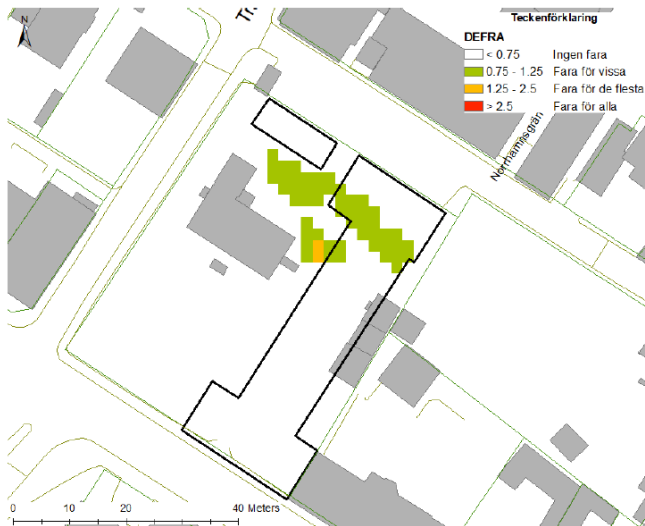 N
Teckenförklaring
DEFRA
< 0.75 Ingen fara
0.75 - 1.25 Fara för vissa
1.25 - 2.5 Fara för de flesta
> 2.5 Fara för alla
0 10 20 40 Meters